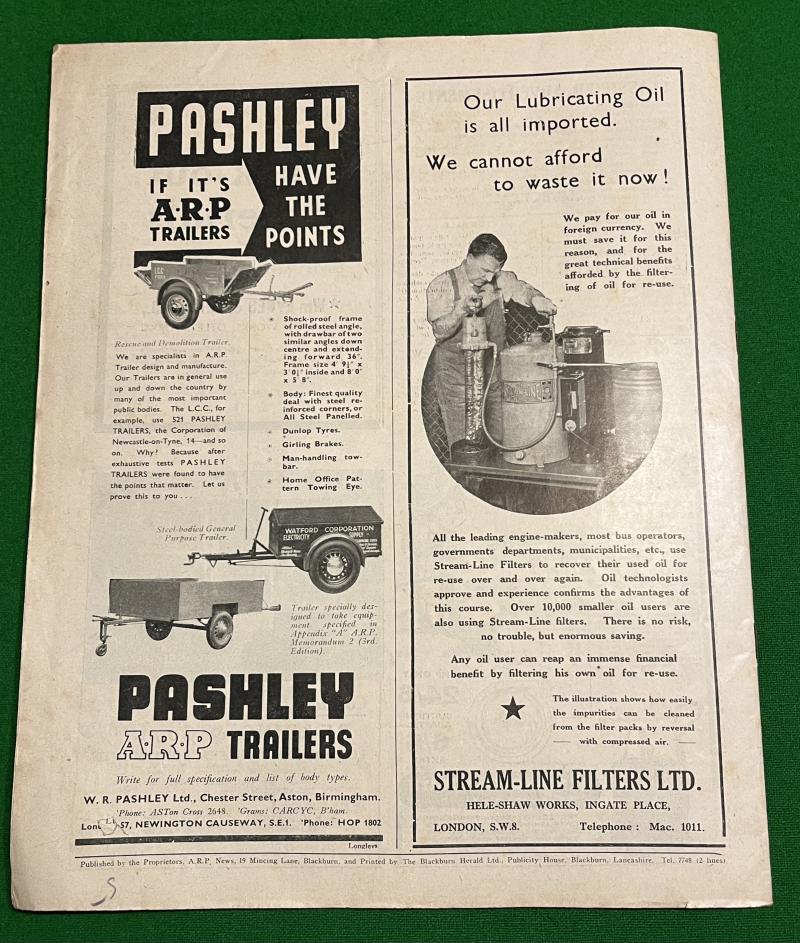 PASHLEY
IF IT'S
A·R·P
TRAILERS
HAVE
THE
POINTS
L.C.C.
Rescue and Demolition Trailer.
We are specialists in A.R.P.
Trailer design and manufacture.
Our Trailers are in general use
up and down the country by
many of the most important
public bodies. The L.C.C., for
example, use 521 PASHLEY
TRAILERS, the Corporation of
Newcastle-on-Tyne, 14—and so
on. Why? Because after
exhaustive tests PASHLEY
TRAILERS were found to have
the points that matter. Let us
prove this to you . . .
* Shock-proof frame
of rolled steel angle,
with drawbar of two
similar angles down
centre and extend-
ing forward 36".
Frame size 4' 9½" x
3' 0½" inside and 8' 0"
x 5' 8".
* Body: Finest quality
deal with steel re-
inforced corners, or
All Steel Panelled.
* Dunlop Tyres.
* Girling Brakes.
* Man-handling tow-
bar.
* Home Office Pat-
tern Towing Eye.
Steel-bodied General
Purpose Trailer.
WATFORD CORPORATION
ELECTRICITY SUPPLY
Trailer specially des-
igned to take equip-
ment specified in
Appendix "A" A.R.P.
Memorandum 2 (3rd.
Edition).
PASHLEY
A·R·P TRAILERS
Write for full specification and list of body types.
W. R. PASHLEY Ltd., Chester Street, Aston, Birmingham.
'Phone: ASTon Cross 2648. 'Grams: CARCYC, B'ham.
57, NEWINGTON CAUSEWAY, S.E.1. 'Phone: HOP 1802
Longleys
Our Lubricating Oil
is all imported.
We cannot afford
to waste it now!
We pay for our oil in
foreign currency. We
must save it for this
reason, and for the
great technical benefits
afforded by the filter-
ing of oil for re-use.
All the leading engine-makers, most bus operators,
governments departments, municipalities, etc., use
Stream-Line Filters to recover their used oil for
re-use over and over again. Oil technologists
approve and experience confirms the advantages of
this course. Over 10,000 smaller oil users are
also using Stream-Line filters. There is no risk,
no trouble, but enormous saving.
Any oil user can reap an immense financial
benefit by filtering his own oil for re-use.
★ The illustration shows how easily
the impurities can be cleaned
from the filter packs by reversal
— with compressed air. —
STREAM-LINE FILTERS LTD.
HELE-SHAW WORKS, INGATE PLACE,
LONDON, S.W.8. Telephone: Mac. 1011.
Published by the Proprietors, A.R.P. News, 19 Mincing Lane, Blackburn, and Printed by The Blackburn Herald Ltd., Publicity House, Blackburn, Lancashire. Tel. 7748 (2 lines)